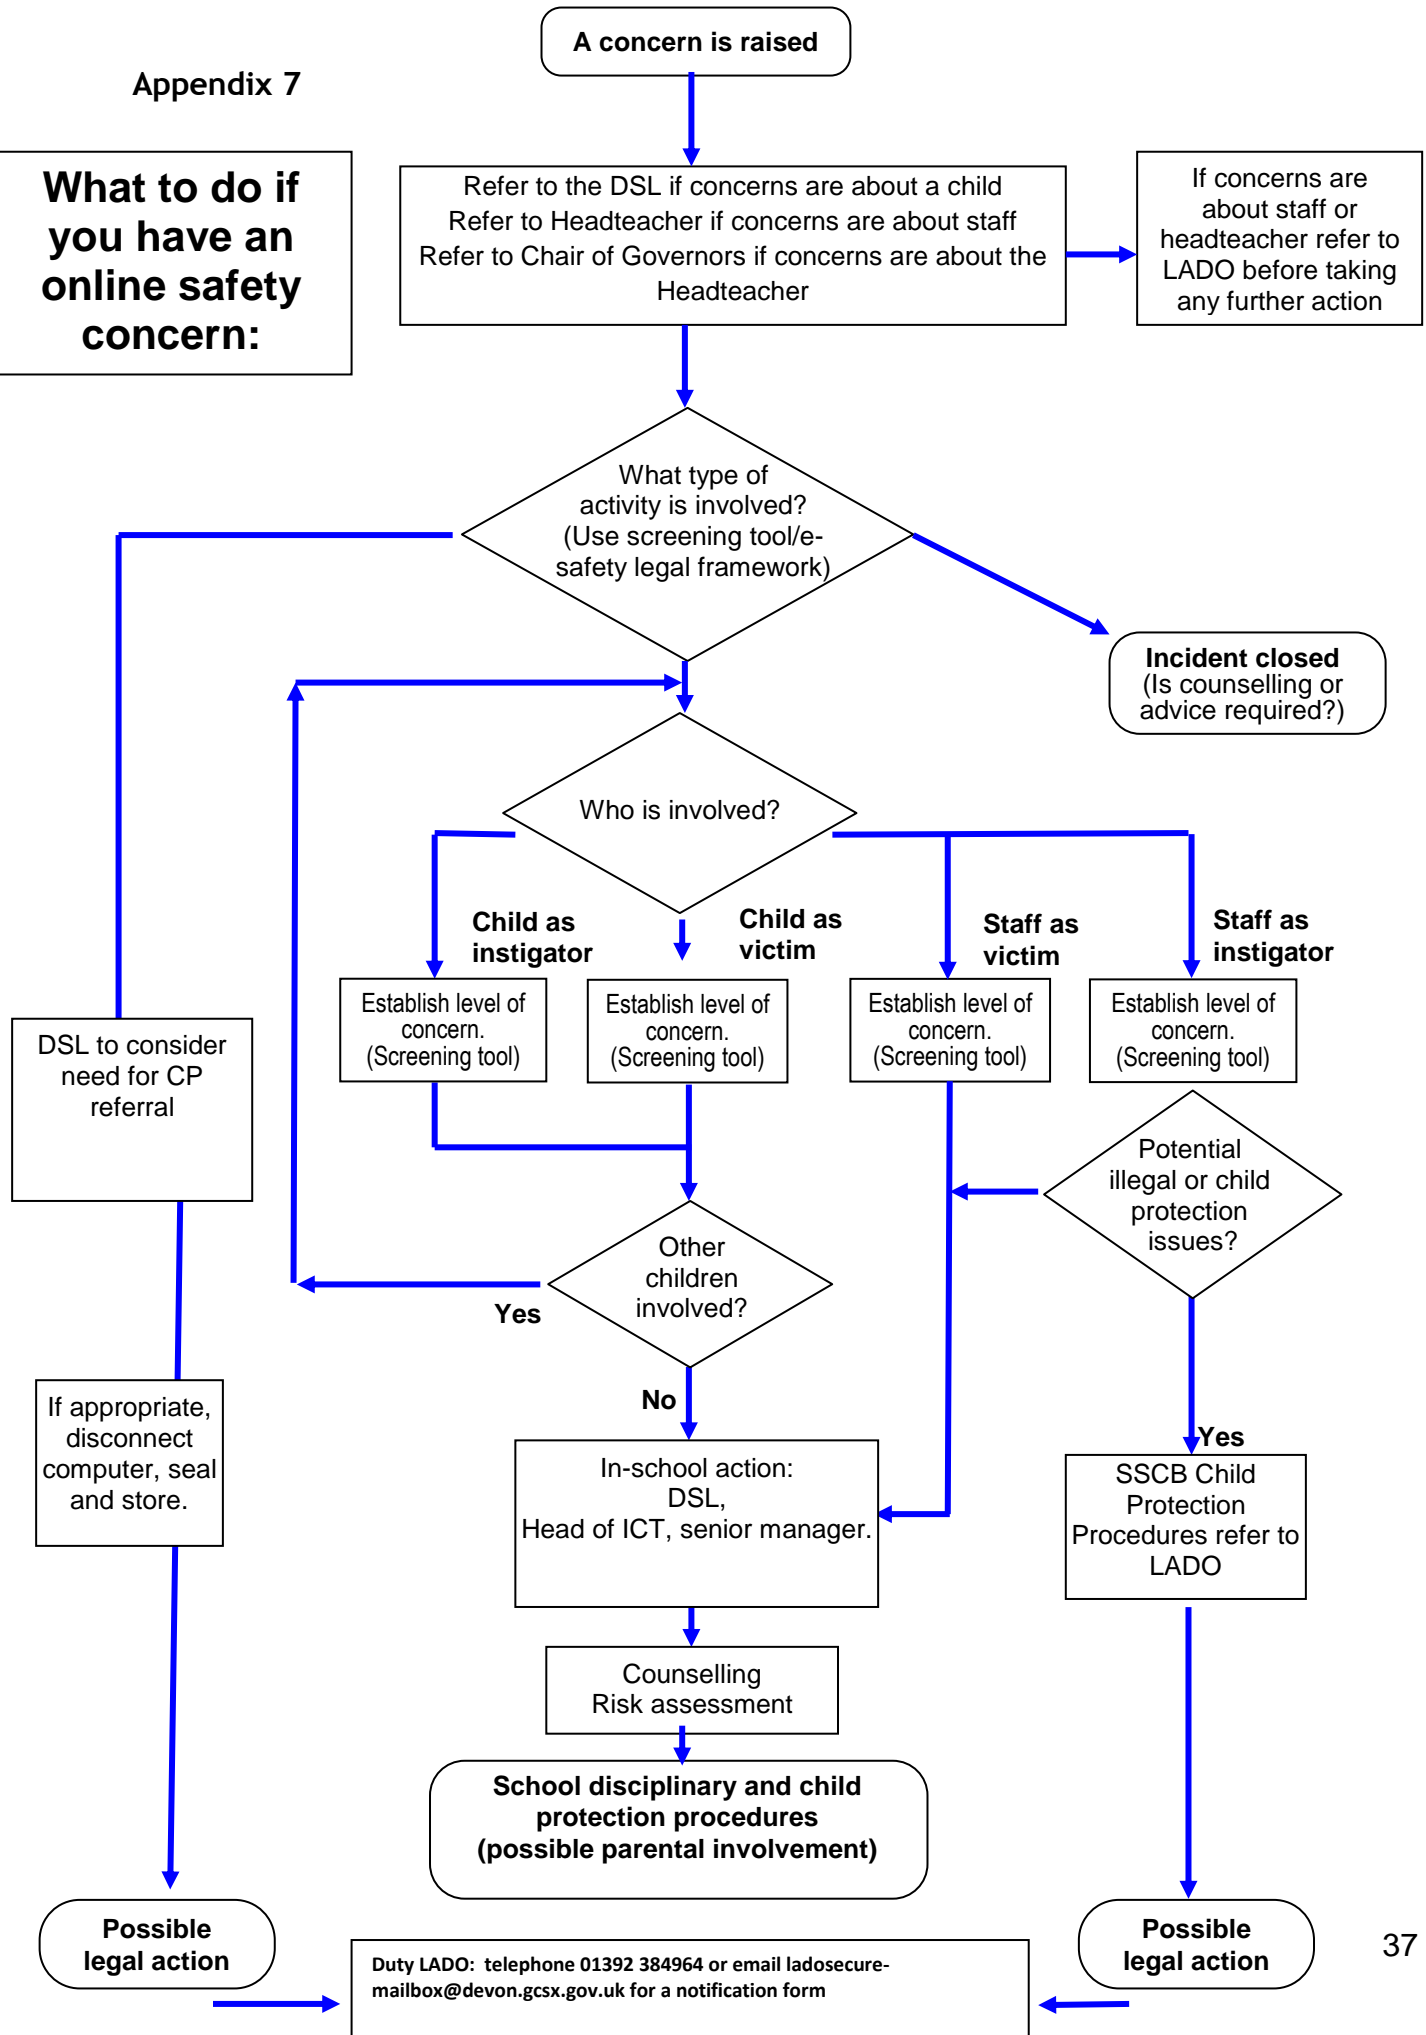 A concern is raised
Appendix 7
What to do if
you have an
online safety
concern:
Refer to the DSL if concerns are about a child
Refer to Headteacher if concerns are about staff
Refer to Chair of Governors if concerns are about the
Headteacher
If concerns are
about staff or
headteacher refer to
LADO before taking
any further action
What type of
activity is involved?
(Use screening tool/e-
safety legal framework)
Incident closed
(Is counselling or
advice required?)
Who is involved?
Child as
instigator
Child as
victim
Staff as
victim
Staff as
instigator
Establish level of
concern.
(Screening tool)
Establish level of
concern.
(Screening tool)
Establish level of
concern.
(Screening tool)
Establish level of
concern.
(Screening tool)
DSL to consider
need for CP
referral
Potential
illegal or child
protection
issues?
Other
children
involved?
Yes
No
If appropriate,
disconnect
computer, seal
and store.
In-school action:
DSL,
Head of ICT, senior manager.
Yes
SSCB Child
Protection
Procedures refer to
LADO
Counselling
Risk assessment
School disciplinary and child
protection procedures
(possible parental involvement)
Possible
legal action
Possible
legal action
37
Duty LADO:  telephone 01392 384964 or email ladosecure-
mailbox@devon.gcsx.gov.uk for a notification form